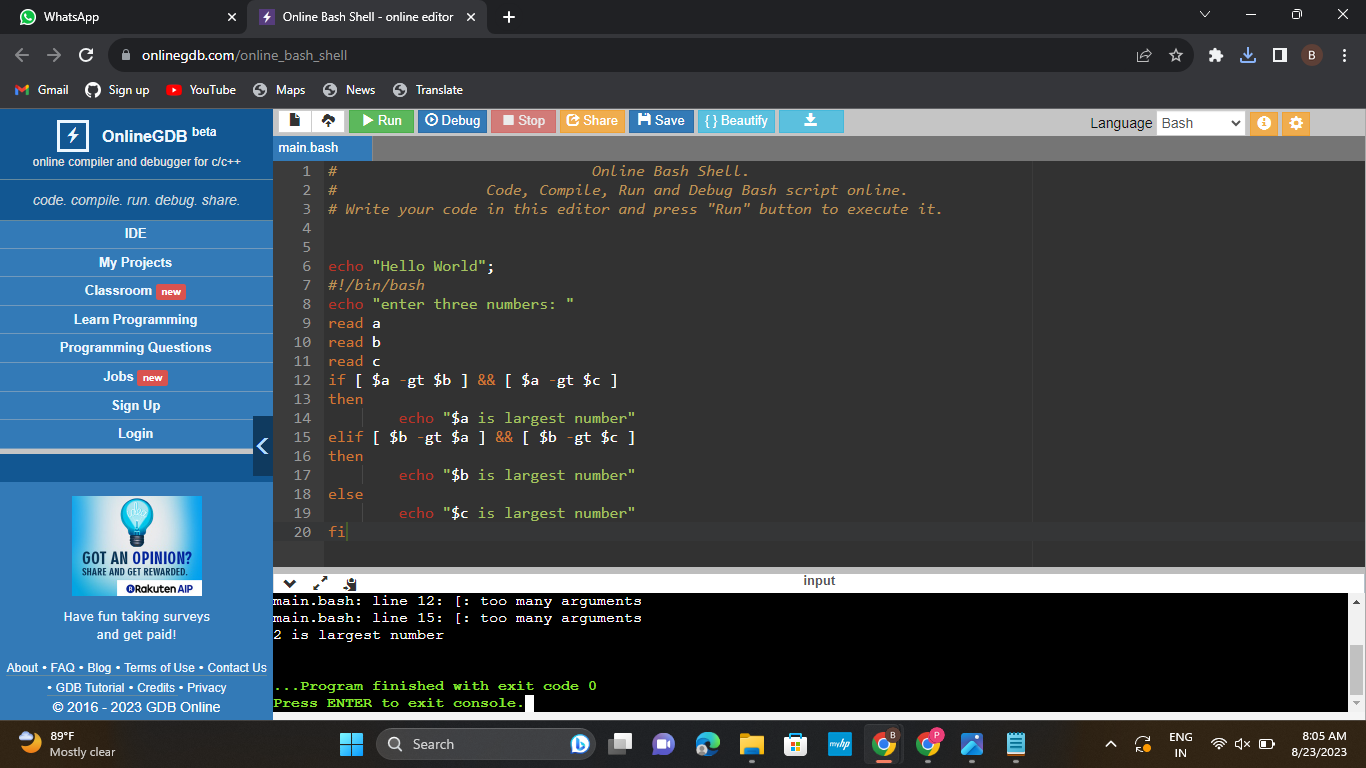 WhatsApp
Online Bash Shell - online editor
onlinegdb.com/online_bash_shell
B
Gmail
Sign up
YouTube
Maps
News
Translate
OnlineGDB beta
online compiler and debugger for c/c++
code. compile. run. debug. share.
IDE
My Projects
Classroom new
Learn Programming
Programming Questions
Jobs new
Sign Up
Login
GOT AN OPINION?
SHARE AND GET REWARDED.
Rakuten AIP
Have fun taking surveys
and get paid!
About • FAQ • Blog • Terms of Use • Contact Us
• GDB Tutorial • Credits • Privacy
© 2016 - 2023 GDB Online
Run
Debug
Stop
Share
Save
{ } Beautify
Language Bash
main.bash
1 # Online Bash Shell.
2 # Code, Compile, Run and Debug Bash script online.
3 # Write your code in this editor and press "Run" button to execute it.
4
5
6 echo "Hello World";
7 #!/bin/bash
8 echo "enter three numbers: "
9 read a
10 read b
11 read c
12 if [ $a -gt $b ] && [ $a -gt $c ]
13 then
14 echo "$a is largest number"
15 elif [ $b -gt $a ] && [ $b -gt $c ]
16 then
17 echo "$b is largest number"
18 else
19 echo "$c is largest number"
20 fi
input
main.bash: line 12: [: too many arguments
main.bash: line 15: [: too many arguments
2 is largest number
...Program finished with exit code 0
Press ENTER to exit console.
89°F
Mostly clear
Search
myhp
B
P
ENG
IN
8:05 AM
8/23/2023